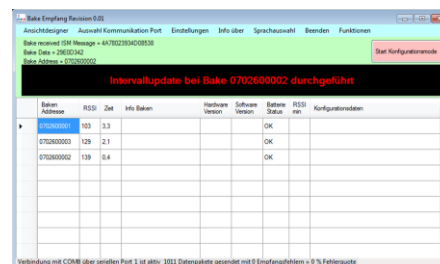 Bake Empfang Revision 0.01
Ansichtdesigner Auswahl Kommunikation Port Einstellungen Info über Sprachauswahl Beenden Funktionen
Bake received ISM Message = 4A78023934D08538
Bake Data = 29E0D342
Bake Address = 0702600002
Start Konfigurationsmode
Intervallupdate bei Bake 0702600002 durchgeführt
Baken Addresse RSSI Zeit Info Baken Hardware Version Software Version Batterie Status RSSI min Konfigurationsdaten
0702600001 103 3,3 OK
0702600003 129 2,1 OK
0702600002 139 0,4 OK
Verbindung mit COM8 über seriellen Port 1 ist aktiv 1011 Datenpakete gesendet mit 0 Empfangsfehlern = 0 % Fehlerquote